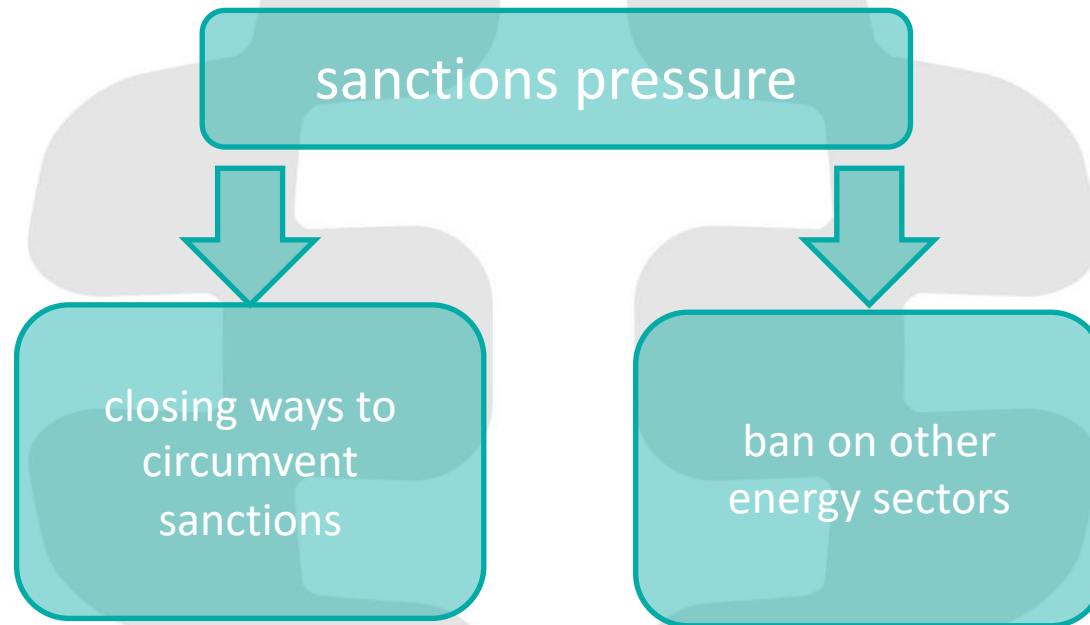 sanctions pressure
closing ways to
circumvent
sanctions
ban on other
energy sectors